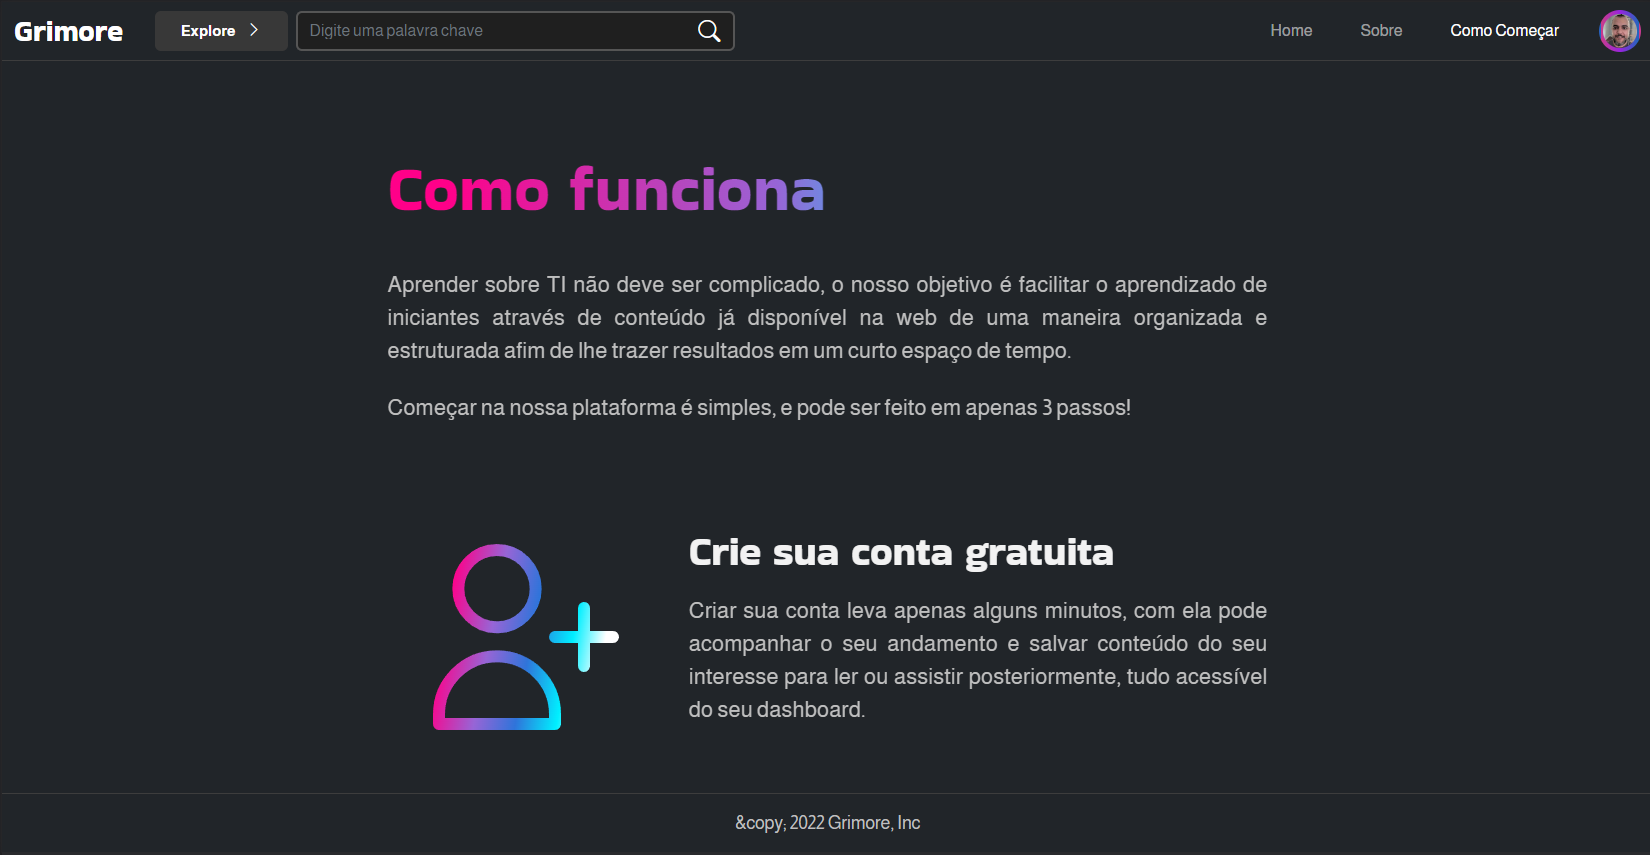 Grimore
Explore
Digite uma palavra chave
Home
Sobre
Como Começar
Como funciona
Aprender sobre TI não deve ser complicado, o nosso objetivo é facilitar o aprendizado de
iniciantes através de conteúdo já disponível na web de uma maneira organizada e
estruturada afim de lhe trazer resultados em um curto espaço de tempo.
Começar na nossa plataforma é simples, e pode ser feito em apenas 3 passos!
Crie sua conta gratuita
Criar sua conta leva apenas alguns minutos, com ela pode
acompanhar o seu andamento e salvar conteúdo do seu
interesse para ler ou assistir posteriormente, tudo acessível
do seu dashboard.
&copy; 2022 Grimore, Inc